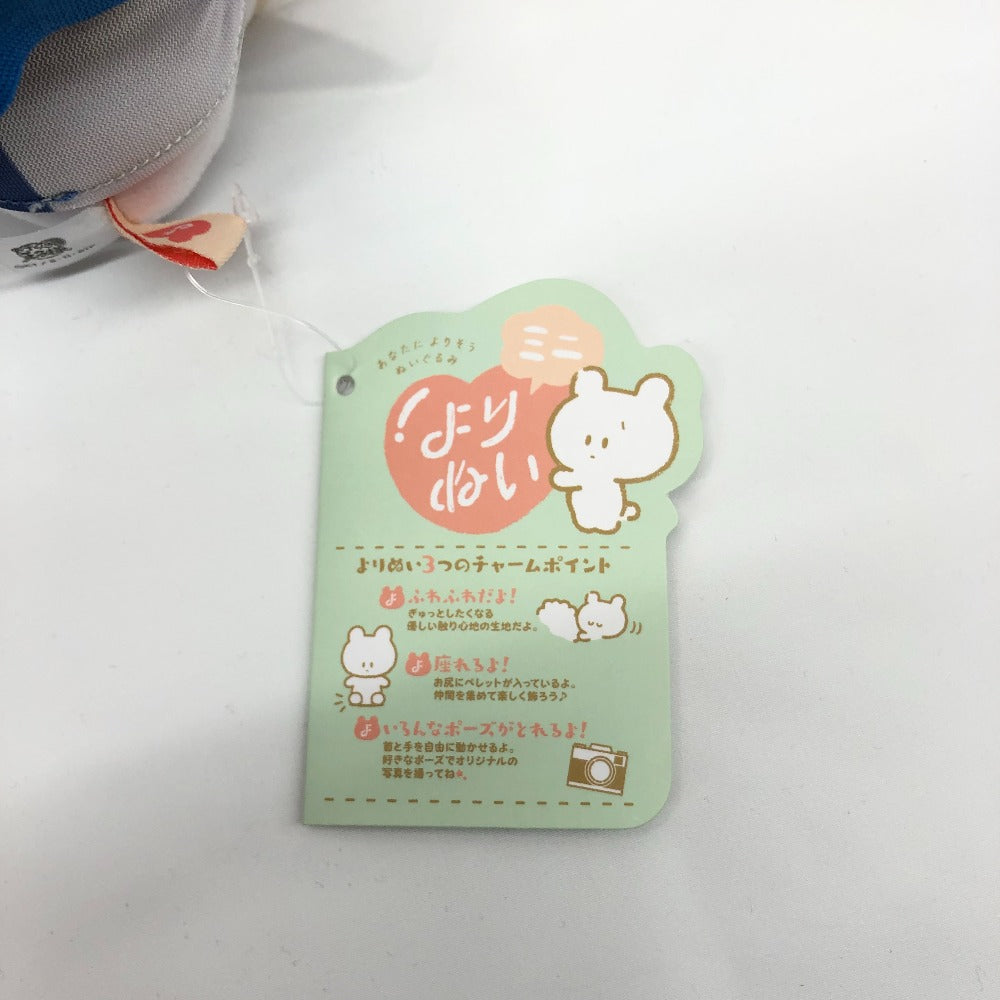 あなたに よりそう
ぬいぐるみ
ミニ
！より
ぬい
よりぬい3つのチャームポイント
よ ふわふわだよ！
ぎゅっとしたくなる
優しい触り心地の生地だよ。
よ 座れるよ！
お尻にペレットが入っているよ。
仲間を集めて楽しく飾ろう♪
よ いろんなポーズがとれるよ！
首と手を自由に動かせるよ。
好きなポーズでオリジナルの
写真を撮ってね